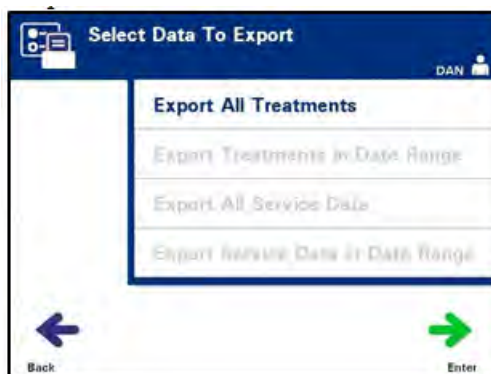 Select Data To Export
DAN
Export All Treatments
Export Treatments in Date Range
Export All Service Data
Export Service Data in Date Range
Back
Enter